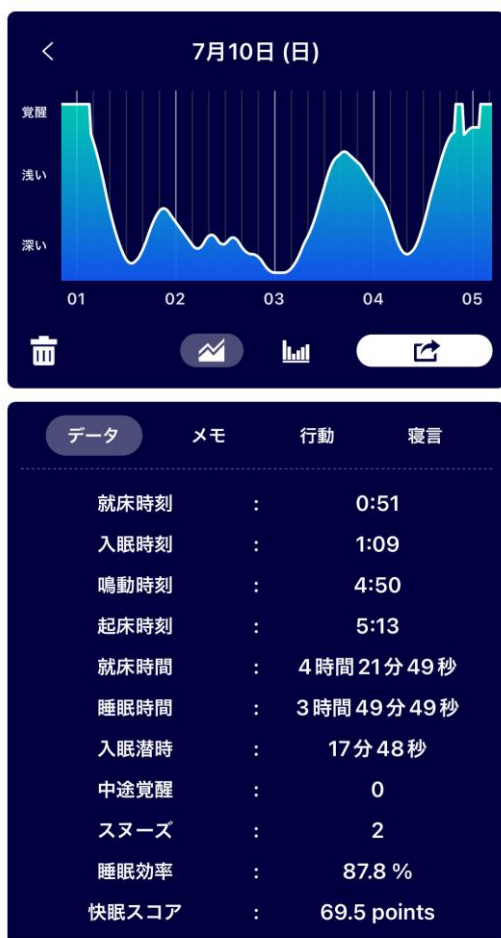 7月10日 (日)
覚醒
浅い
深い
01 02 03 04 05
データ メモ 行動 寝言
就床時刻 : 0:51
入眠時刻 : 1:09
鳴動時刻 : 4:50
起床時刻 : 5:13
就床時間 : 4時間21分49秒
睡眠時間 : 3時間49分49秒
入眠潜時 : 17分48秒
中途覚醒 : 0
スヌーズ : 2
睡眠効率 : 87.8 %
快眠スコア : 69.5 points